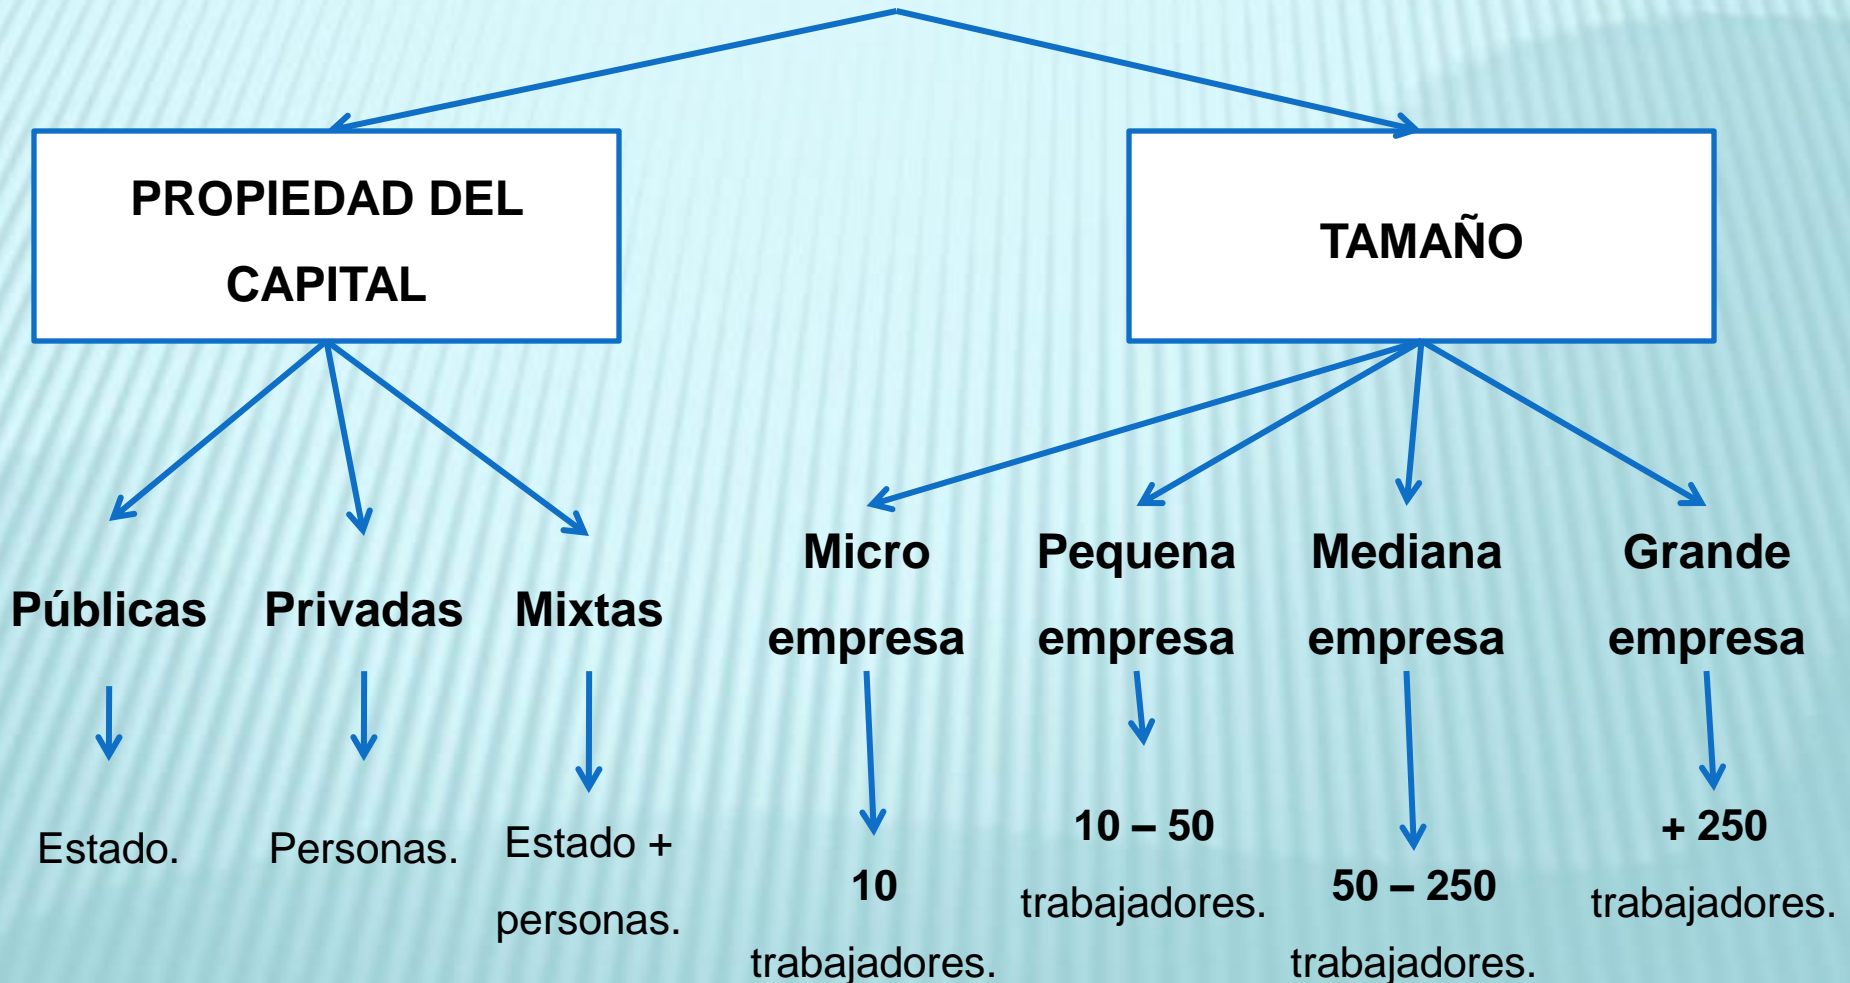 PROPIEDAD DEL
CAPITAL
TAMAÑO
Públicas
Privadas
Mixtas
Micro
empresa
Pequena
empresa
Mediana
empresa
Grande
empresa
Estado.
Personas.
Estado +
personas.
10
trabajadores.
10 – 50
trabajadores.
50 – 250
trabajadores.
+ 250
trabajadores.